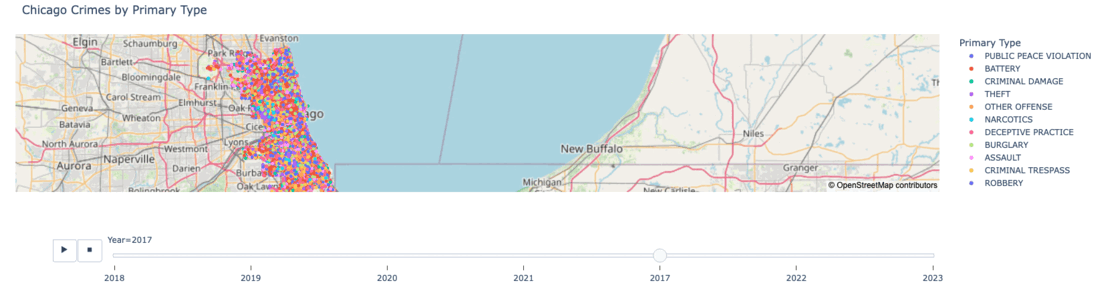 Chicago Crimes by Primary Type
Elgin
Schaumburg
Evanston
Park
Bartlett
Bloomingdale
Franklin
Carol Stream
Elmhurst
Geneva
Oak
Wheaton
ago
Batavia
Cice
North Aurora
Westmont
Lyons
Naperville
Aurora
Darien
Burba
Bolingbrook
Oak Law
New Buffalo
Niles
Michigan
Granger
New Carlisle
Th
© OpenStreetMap contributors
Primary Type
PUBLIC PEACE VIOLATION
BATTERY
CRIMINAL DAMAGE
THEFT
OTHER OFFENSE
NARCOTICS
DECEPTIVE PRACTICE
BURGLARY
ASSAULT
CRIMINAL TRESPASS
ROBBERY
Year=2017
2018 2019 2020 2021 2017 2022 2023